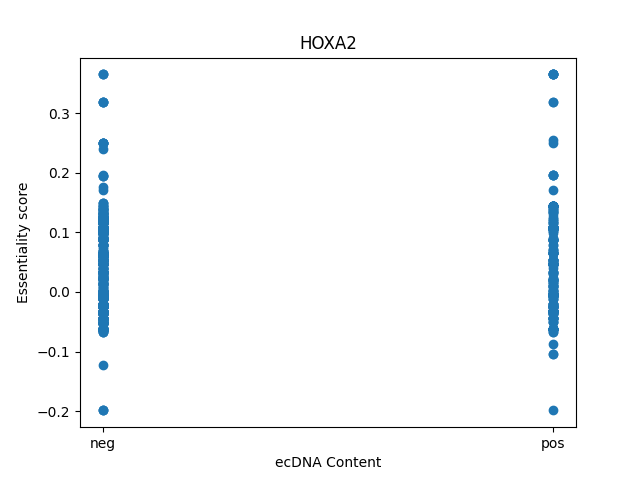 HOXA2
Essentiality score
0.3
0.2
0.1
0.0
−0.1
−0.2
neg
pos
ecDNA Content